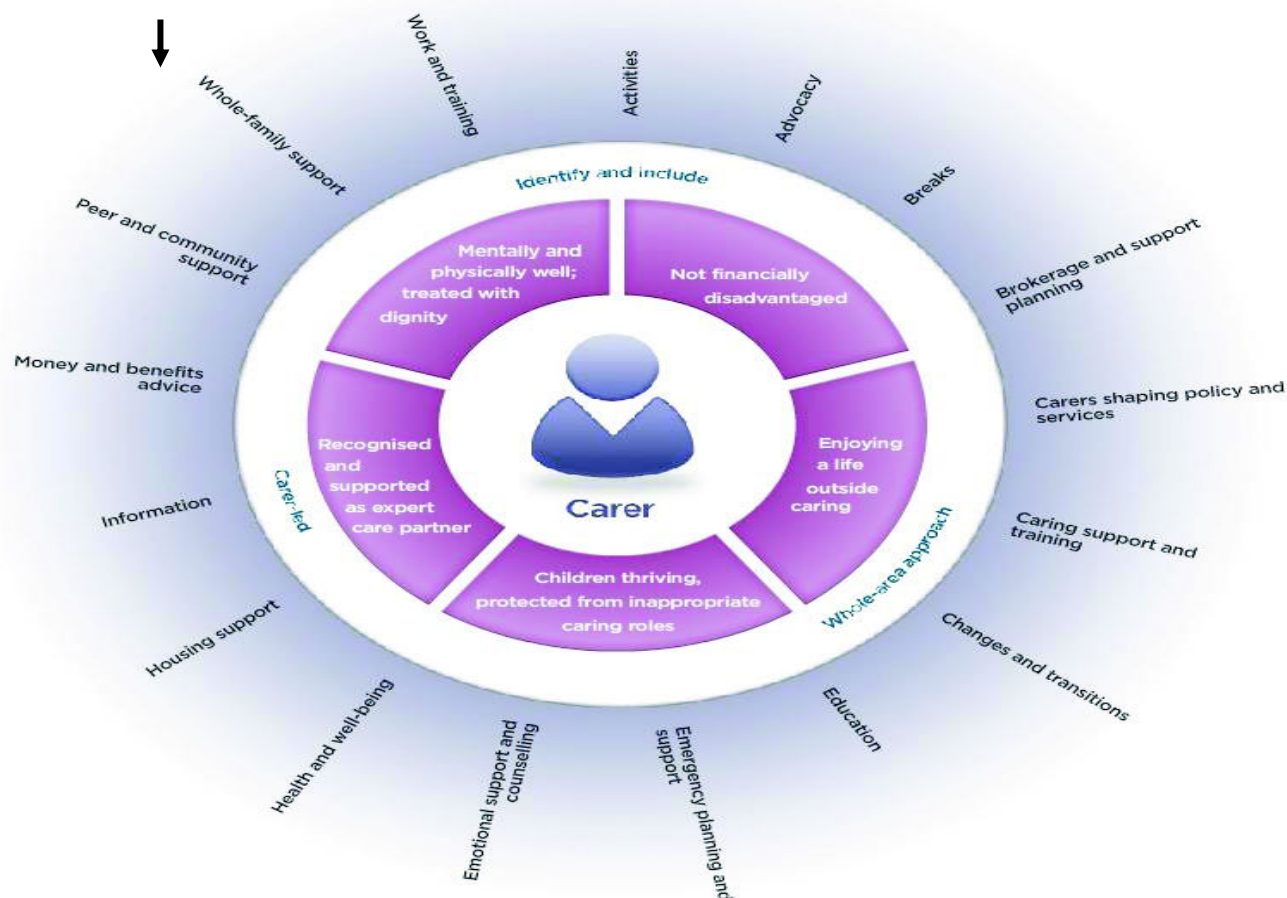 Work and training
Activities
Advocacy
Whole-family support
Breaks
Identify and include
Peer and community
support
Brokerage and support
planning
Mentally and
physically well;
treated with
dignity
Not financially
disadvantaged
Money and benefits
advice
Carers shaping policy and
services
Recognised
and
supported
as expert
care partner
Enjoying
a life
outside
caring
Carer
Carer-led
Information
Caring support and
training
Whole-area approach
Children thriving,
protected from inappropriate
caring roles
Housing support
Changes and transitions
Health and well-being
Education
Emotional support and
counselling
Emergency planning and
support